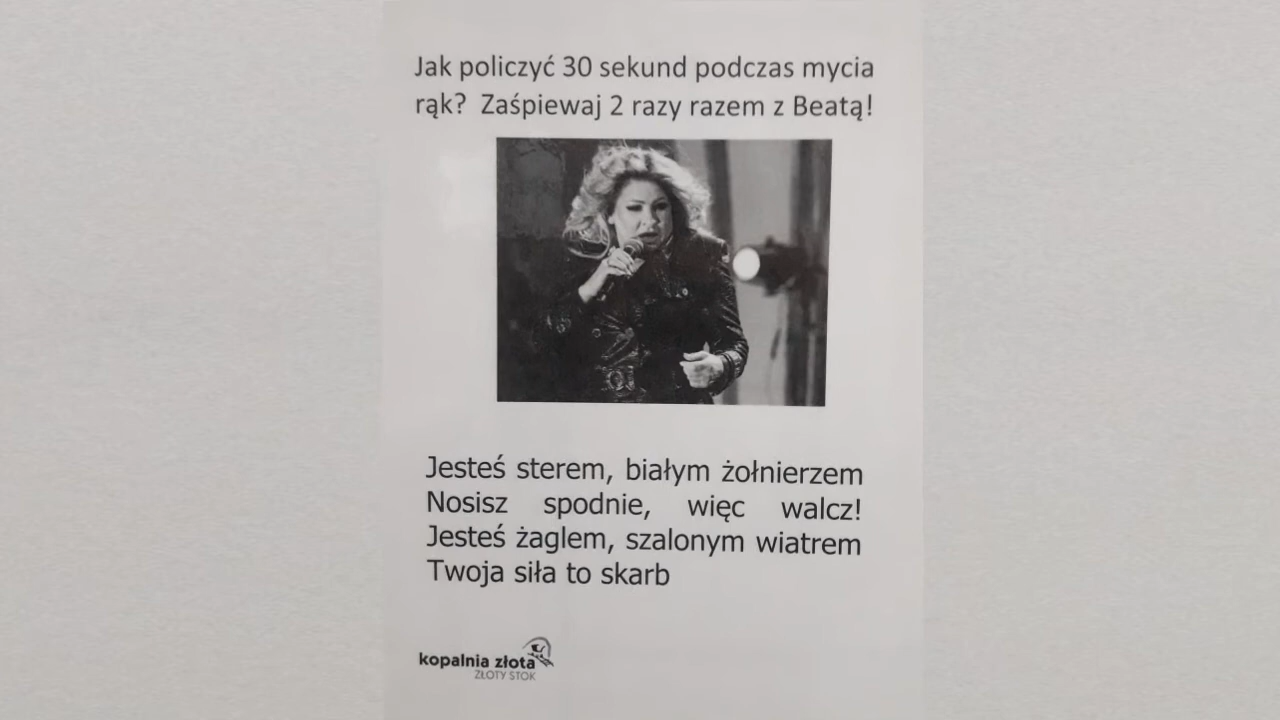 Jak policzyć 30 sekund podczas mycia
rąk? Zaśpiewaj 2 razy razem z Beatą!
Jesteś sterem, białym żołnierzem
Nosisz spodnie, więc walcz!
Jesteś żaglem, szalonym wiatrem
Twoja siła to skarb
kopalnia złota
ZŁOTY STOK